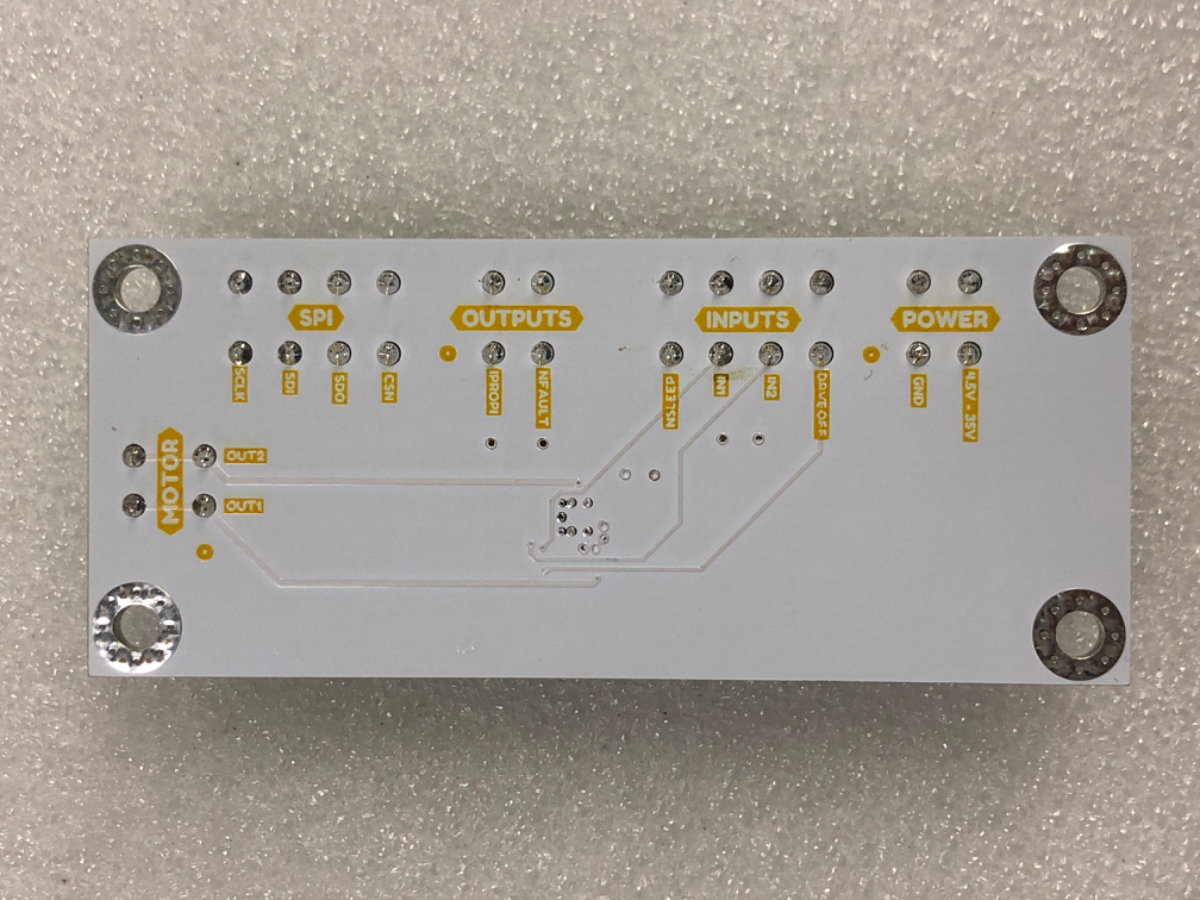 SPI
OUTPUTS
INPUTS
POWER
SCLK
SDI
SDO
CSN
IPROPI
NFAULT
NSLEEP
IN1
IN2
DRVEOFF
GND
4.5V - 35V
MOTOR
OUT2
OUT1